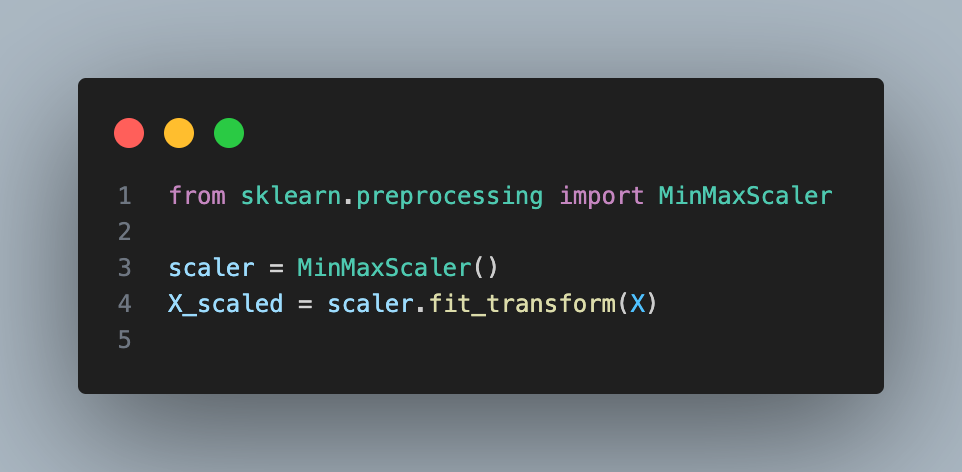 1 from sklearn.preprocessing import MinMaxScaler
2
3 scaler = MinMaxScaler()
4 X_scaled = scaler.fit_transform(X)
5